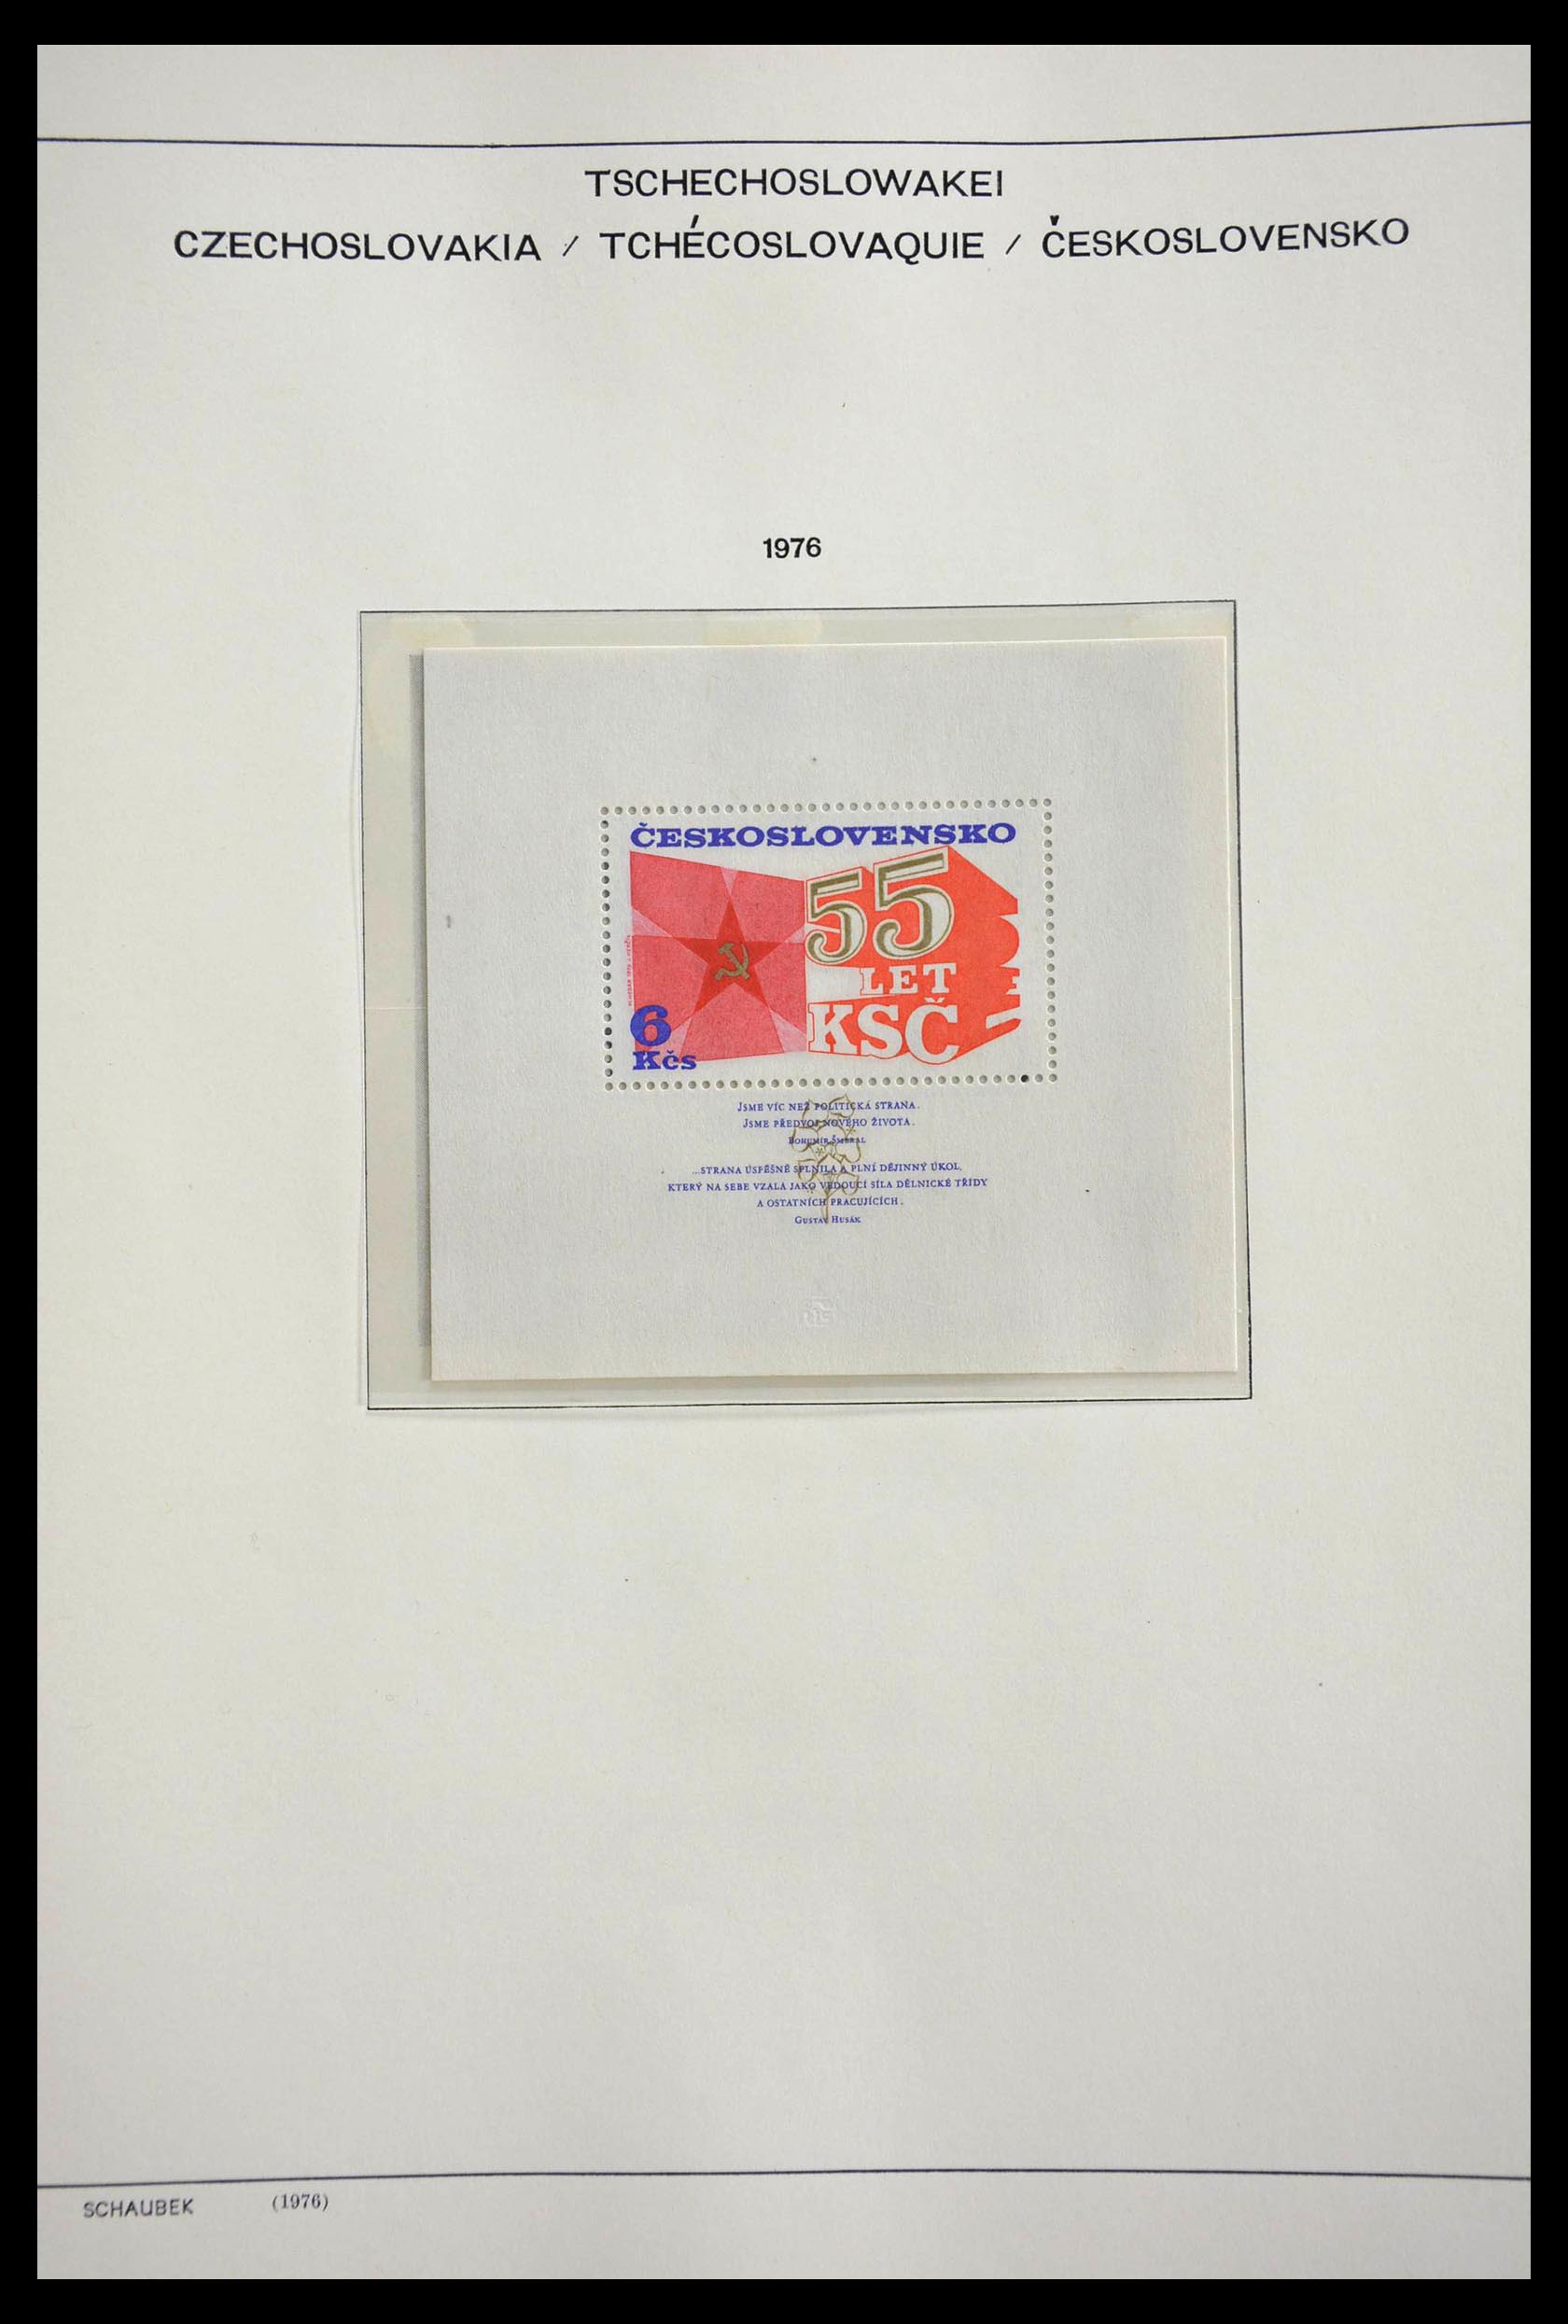 TSCHECHOSLOWAKEI
CZECHOSLOVAKIA / TCHÉCOSLOVAQUIE / ČESKOSLOVENSKO
1976
ČESKOSLOVENSKO
55
LET
KSČ
6
Kčs
JSME VÍC NEŽ POLITICKÁ STRANA.
JSME PŘEDVOJ NOVÉHO ŽIVOTA.
BOHUMÍR ŠMERAL
...STRANA ÚSPĚŠNĚ SPLNILA A PLNÍ DĚJINNÝ ÚKOL,
KTERÝ NA SEBE VZALA JAKO VEDOUCÍ SÍLA DĚLNICKÉ TŘÍDY
A OSTATNÍCH PRACUJÍCÍCH.
GUSTAV HUSÁK
SCHAUBEK (1976)